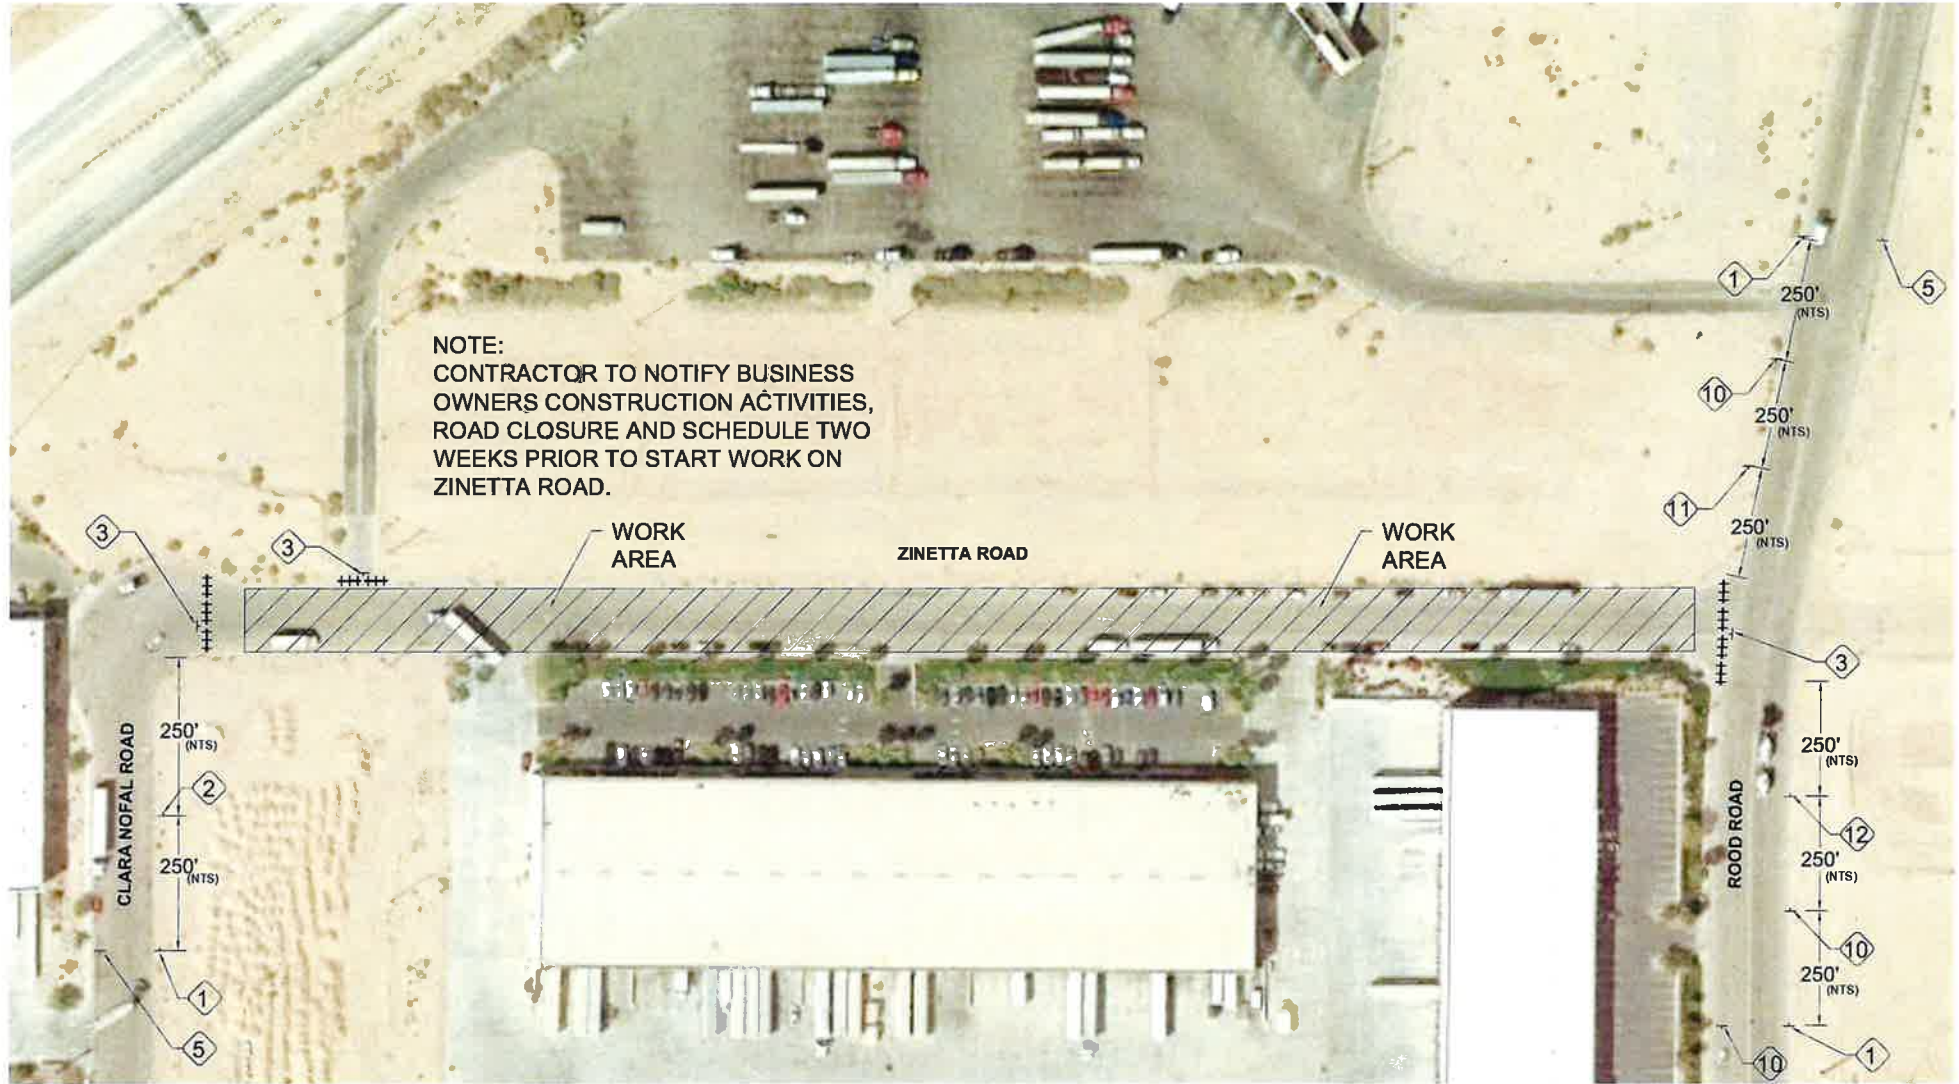 1
250'
(NTS)
5
NOTE:
CONTRACTOR TO NOTIFY BUSINESS
OWNERS CONSTRUCTION ACTIVITIES,
ROAD CLOSURE AND SCHEDULE TWO
WEEKS PRIOR TO START WORK ON
ZINETTA ROAD.
10
250'
(NTS)
11
250'
(NTS)
3
3
WORK
AREA
ZINETTA ROAD
WORK
AREA
3
CLARA NOFAL ROAD
250'
(NTS)
2
250'
(NTS)
1
5
ROOD ROAD
250'
(NTS)
12
250'
(NTS)
10
250'
(NTS)
10
1